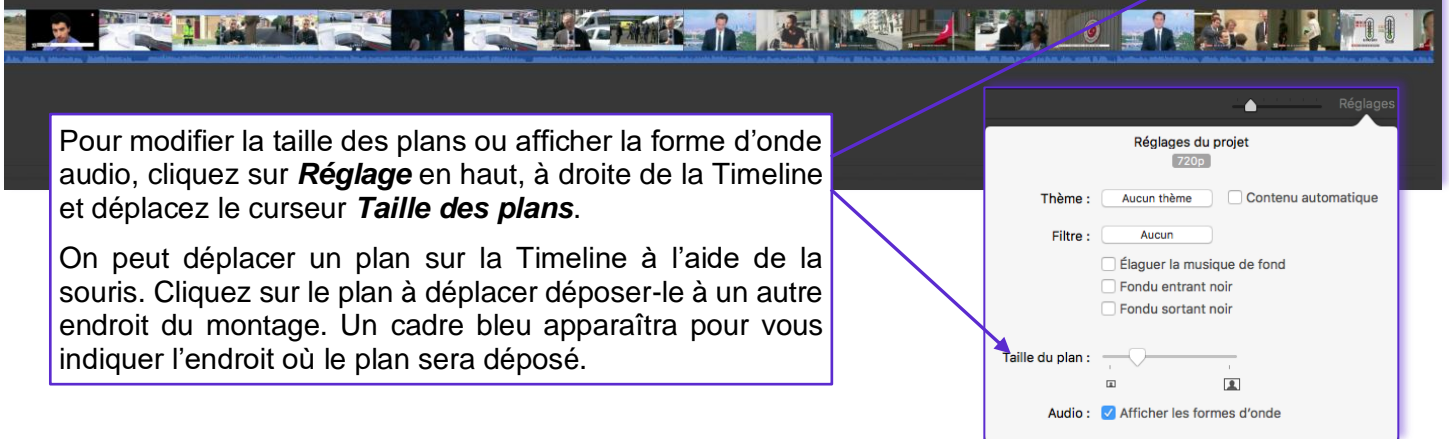 Pour modifier la taille des plans ou afficher la forme d’onde
audio, cliquez sur Réglage en haut, à droite de la Timeline
et déplacez le curseur Taille des plans.
On peut déplacer un plan sur la Timeline à l’aide de la
souris. Cliquez sur le plan à déplacer déposer-le à un autre
endroit du montage. Un cadre bleu apparaîtra pour vous
indiquer l’endroit où le plan sera déposé.
Réglages
Réglages du projet
720p
Thème : Aucun thème Contenu automatique
Filtre : Aucun
Élaguer la musique de fond
Fondu entrant noir
Fondu sortant noir
Taille du plan :
Audio : Afficher les formes d’onde